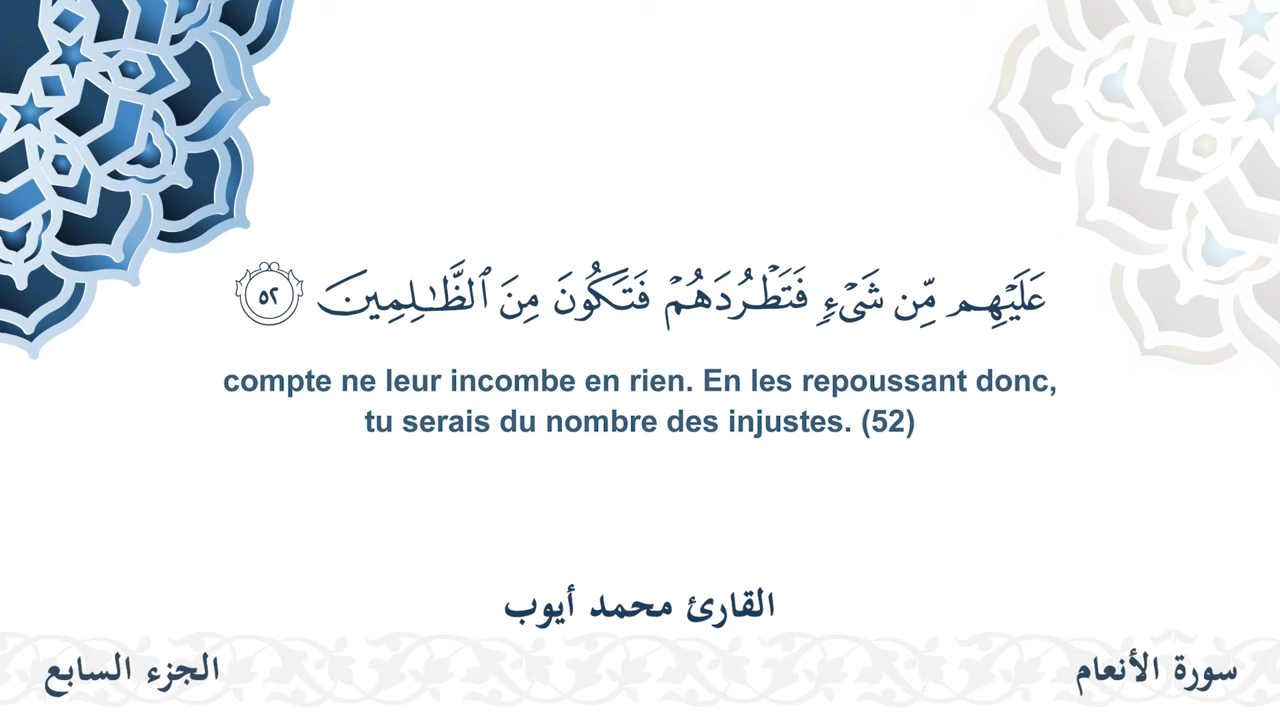 عَلَيْهِم مِّن شَىْءٍ فَتَطْرُدَهُمْ فَتَكُونَ مِنَ ٱلظَّـٰلِمِينَ ٥٢
compte ne leur incombe en rien. En les repoussant donc,
tu serais du nombre des injustes. (52)
القارئ محمد أيوب
سورة الأنعام
الجزء السابع